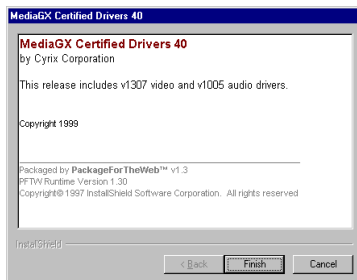 MediaGX Certified Drivers 40
MediaGX Certified Drivers 40
by Cyrix Corporation
This release includes v1307 video and v1005 audio drivers.
Copyright 1999
Packaged by PackageForTheWeb™ v1.3
PFTW Runtime Version 1.30
Copyright© 1997 InstallShield Software Corporation. All rights reserved
InstallShield
< Back
Finish
Cancel